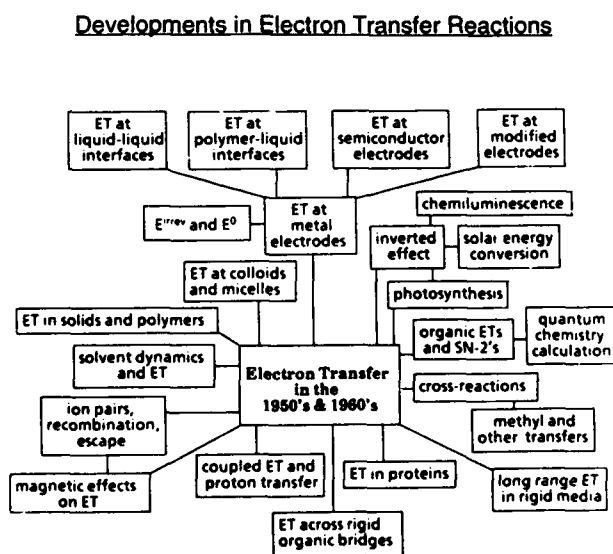 Developments in Electron Transfer Reactions
ET at
liquid-liquid
interfaces
ET at
polymer-liquid
interfaces
ET at
semiconductor
electrodes
ET at
modified
electrodes
E^irrev and E^0
ET at
metal
electrodes
chemiluminescence
inverted
effect
solar energy
conversion
ET at colloids
and micelles
photosynthesis
ET in solids and polymers
organic ETs
and SN-2's
quantum
chemistry
calculation
solvent dynamics
and ET
Electron Transfer
in the
1950's & 1960's
cross-reactions
ion pairs,
recombination,
escape
methyl and
other transfers
magnetic effects
on ET
coupled ET and
proton transfer
ET in proteins
long range ET
in rigid media
ET across rigid
organic bridges